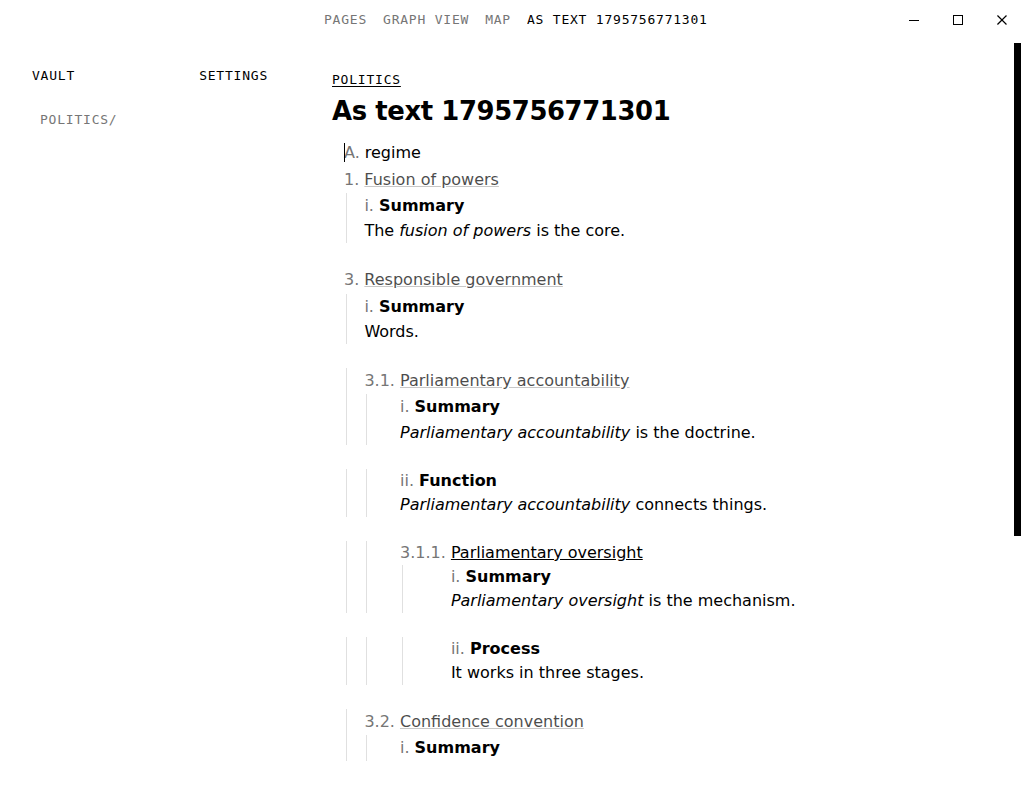 PAGES GRAPH VIEW MAP AS TEXT 1795756771301
VAULT SETTINGS
POLITICS/
POLITICS
As text 1795756771301
A. regime
1. Fusion of powers
i. Summary
The fusion of powers is the core.
3. Responsible government
i. Summary
Words.
3.1. Parliamentary accountability
i. Summary
Parliamentary accountability is the doctrine.
ii. Function
Parliamentary accountability connects things.
3.1.1. Parliamentary oversight
i. Summary
Parliamentary oversight is the mechanism.
ii. Process
It works in three stages.
3.2. Confidence convention
i. Summary